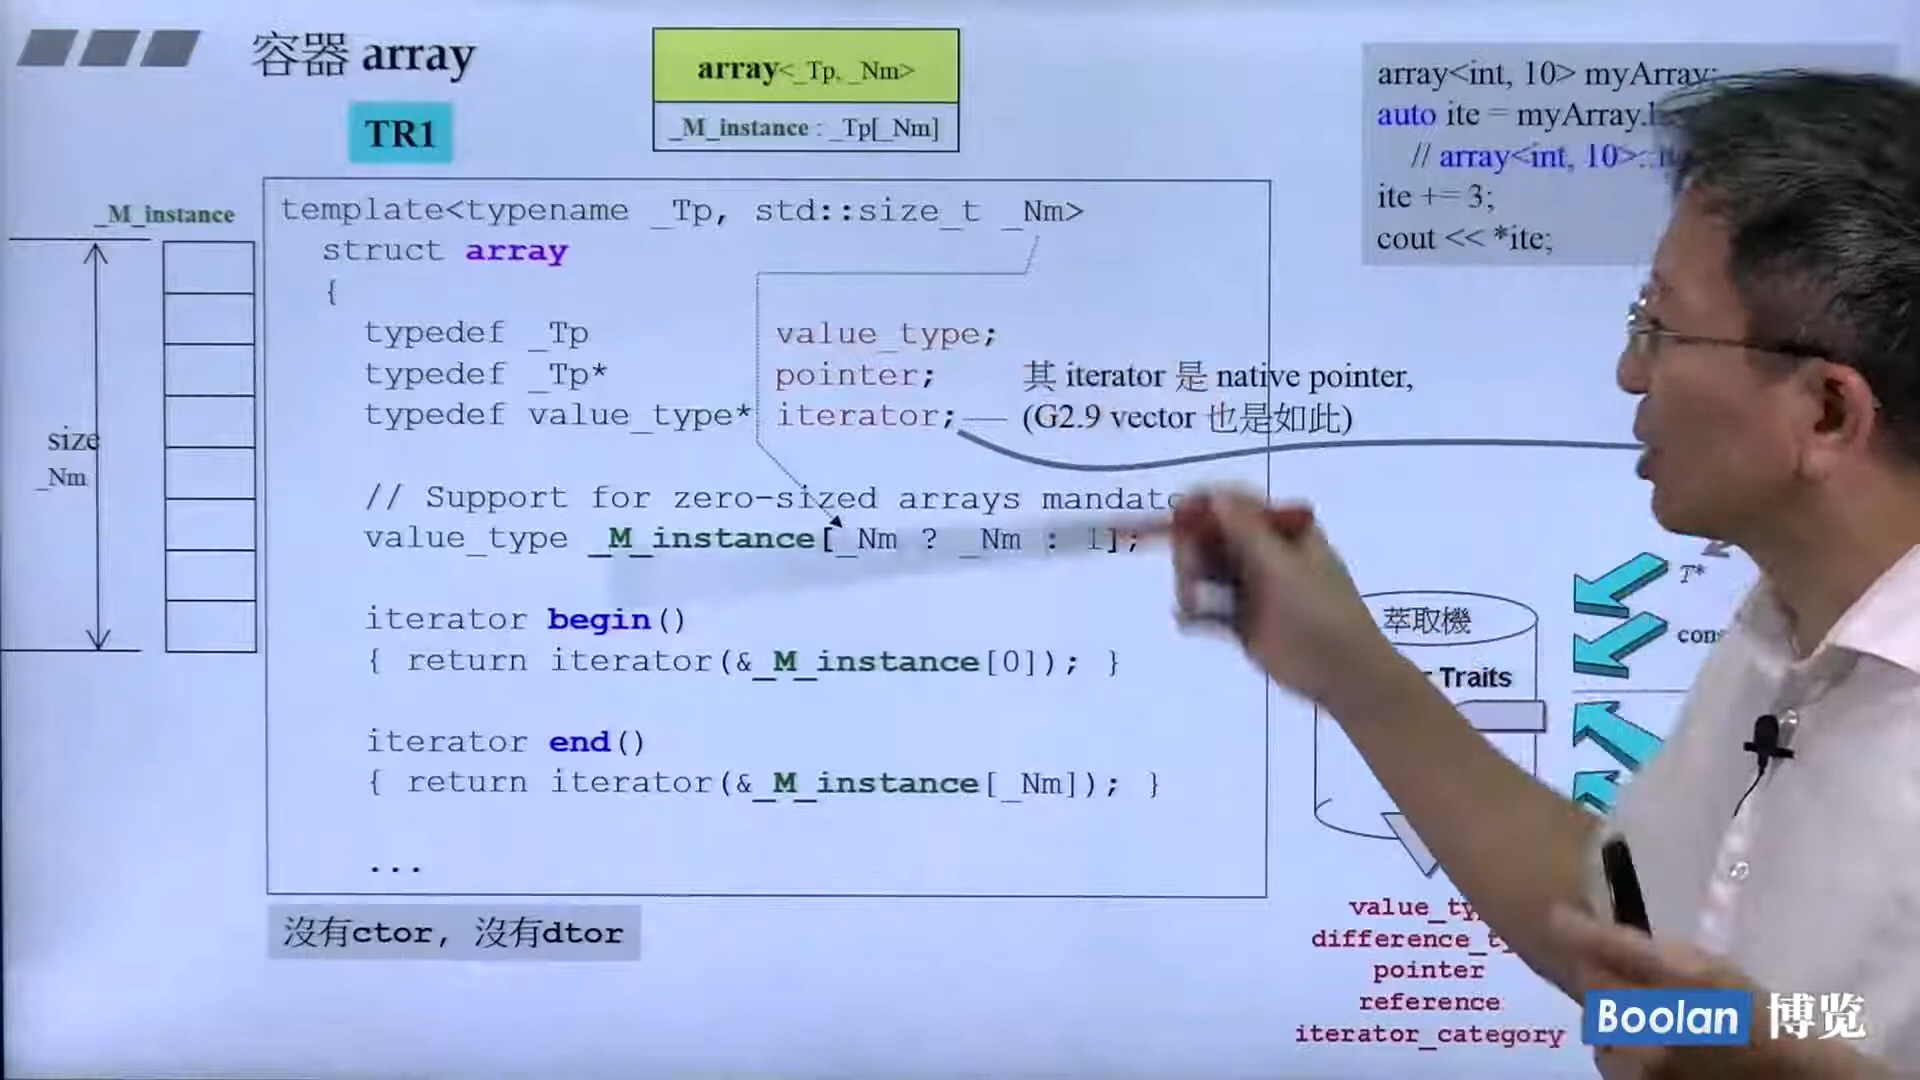 容器 array
TR1
array<_Tp, _Nm>
_M_instance : _Tp[_Nm]
array<int, 10> myArray;
auto ite = myArray.
// array<int, 10>::
ite += 3;
cout << *ite;
_M_instance
size
_Nm
template<typename _Tp, std::size_t _Nm>
struct array
{
typedef _Tp value_type;
typedef _Tp* pointer;
typedef value_type* iterator;
其 iterator 是 native pointer,
(G2.9 vector 也是如此)
// Support for zero-sized arrays
value_type _M_instance[_Nm ? _Nm : 1];
iterator begin()
{ return iterator(&_M_instance[0]); }
iterator end()
{ return iterator(&_M_instance[_Nm]); }
...
沒有ctor, 沒有dtor
萃取機
Traits
T*
value_
difference_
pointer
reference
iterator_category
Boolan 博览